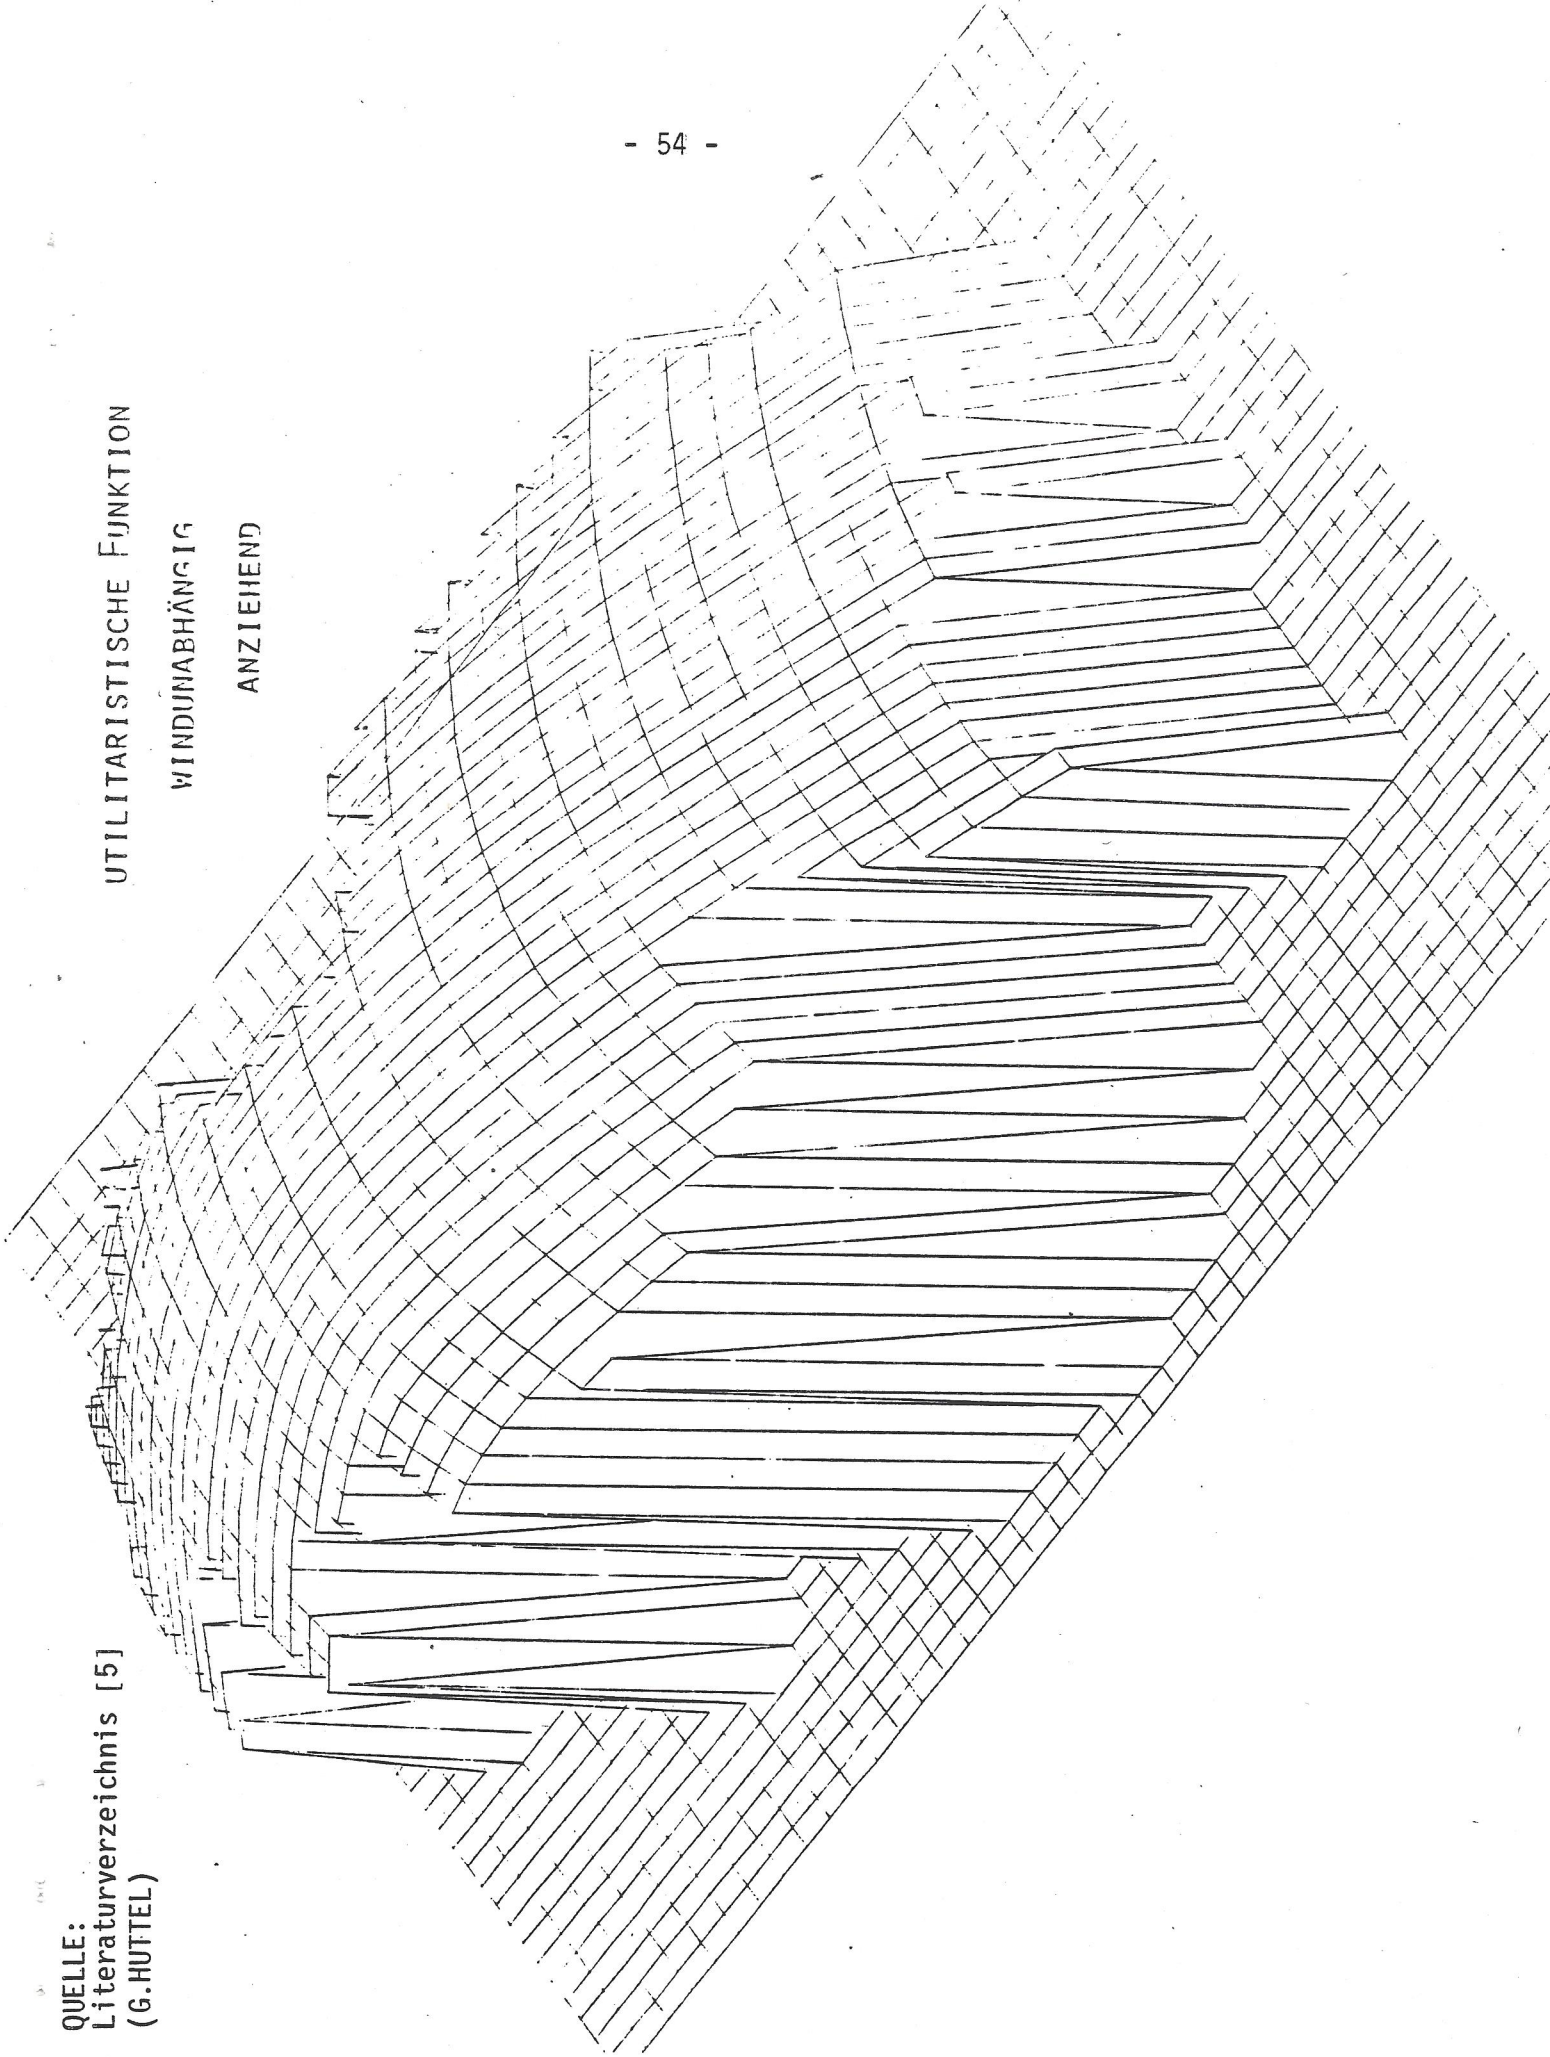 - 54 -
UTILITARISTISCHE FUNKTION
WINDUNABHÄNGIG
ANZIEHEND
QUELLE:
Literaturverzeichnis [5]
(G.HUTTEL)